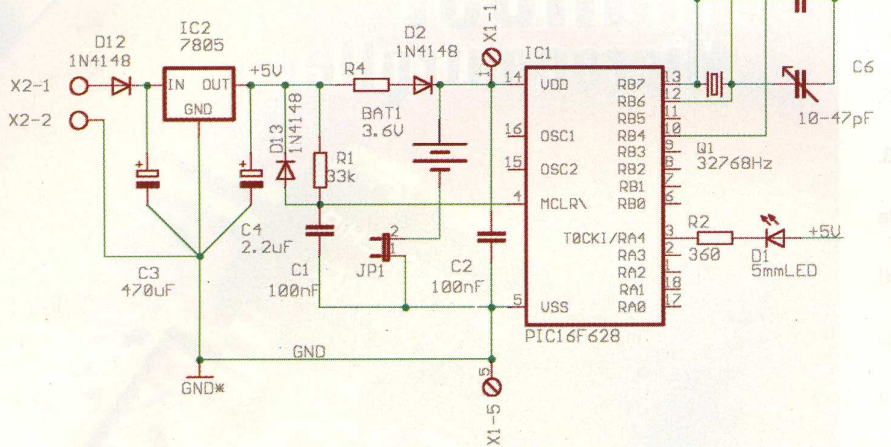 X1-1
1
IC2
7805
D12
1N4148
X2-1
X2-2
IN OUT
GND
+5V
R4
D2
1N4148
BAT1
3.6V
D13
1N4148
R1
33k
C3
470uF
C4
2.2uF
C1
100nF
JP1
2
1
C2
100nF
GND
GND*
5
X1-5
IC1
14 VDD RB7 13
RB6 12
RB5 11
16 OSC1 RB4 10
RB3 9
15 OSC2 RB2 8
RB1 7
4 MCLR\ RB0 6
T0CKI/RA4 3
RA3 2
RA2 1
RA1 18
5 VSS RA0 17
PIC16F628
Q1
32768Hz
C6
10-47pF
R2
360
D1
5mmLED
+5V